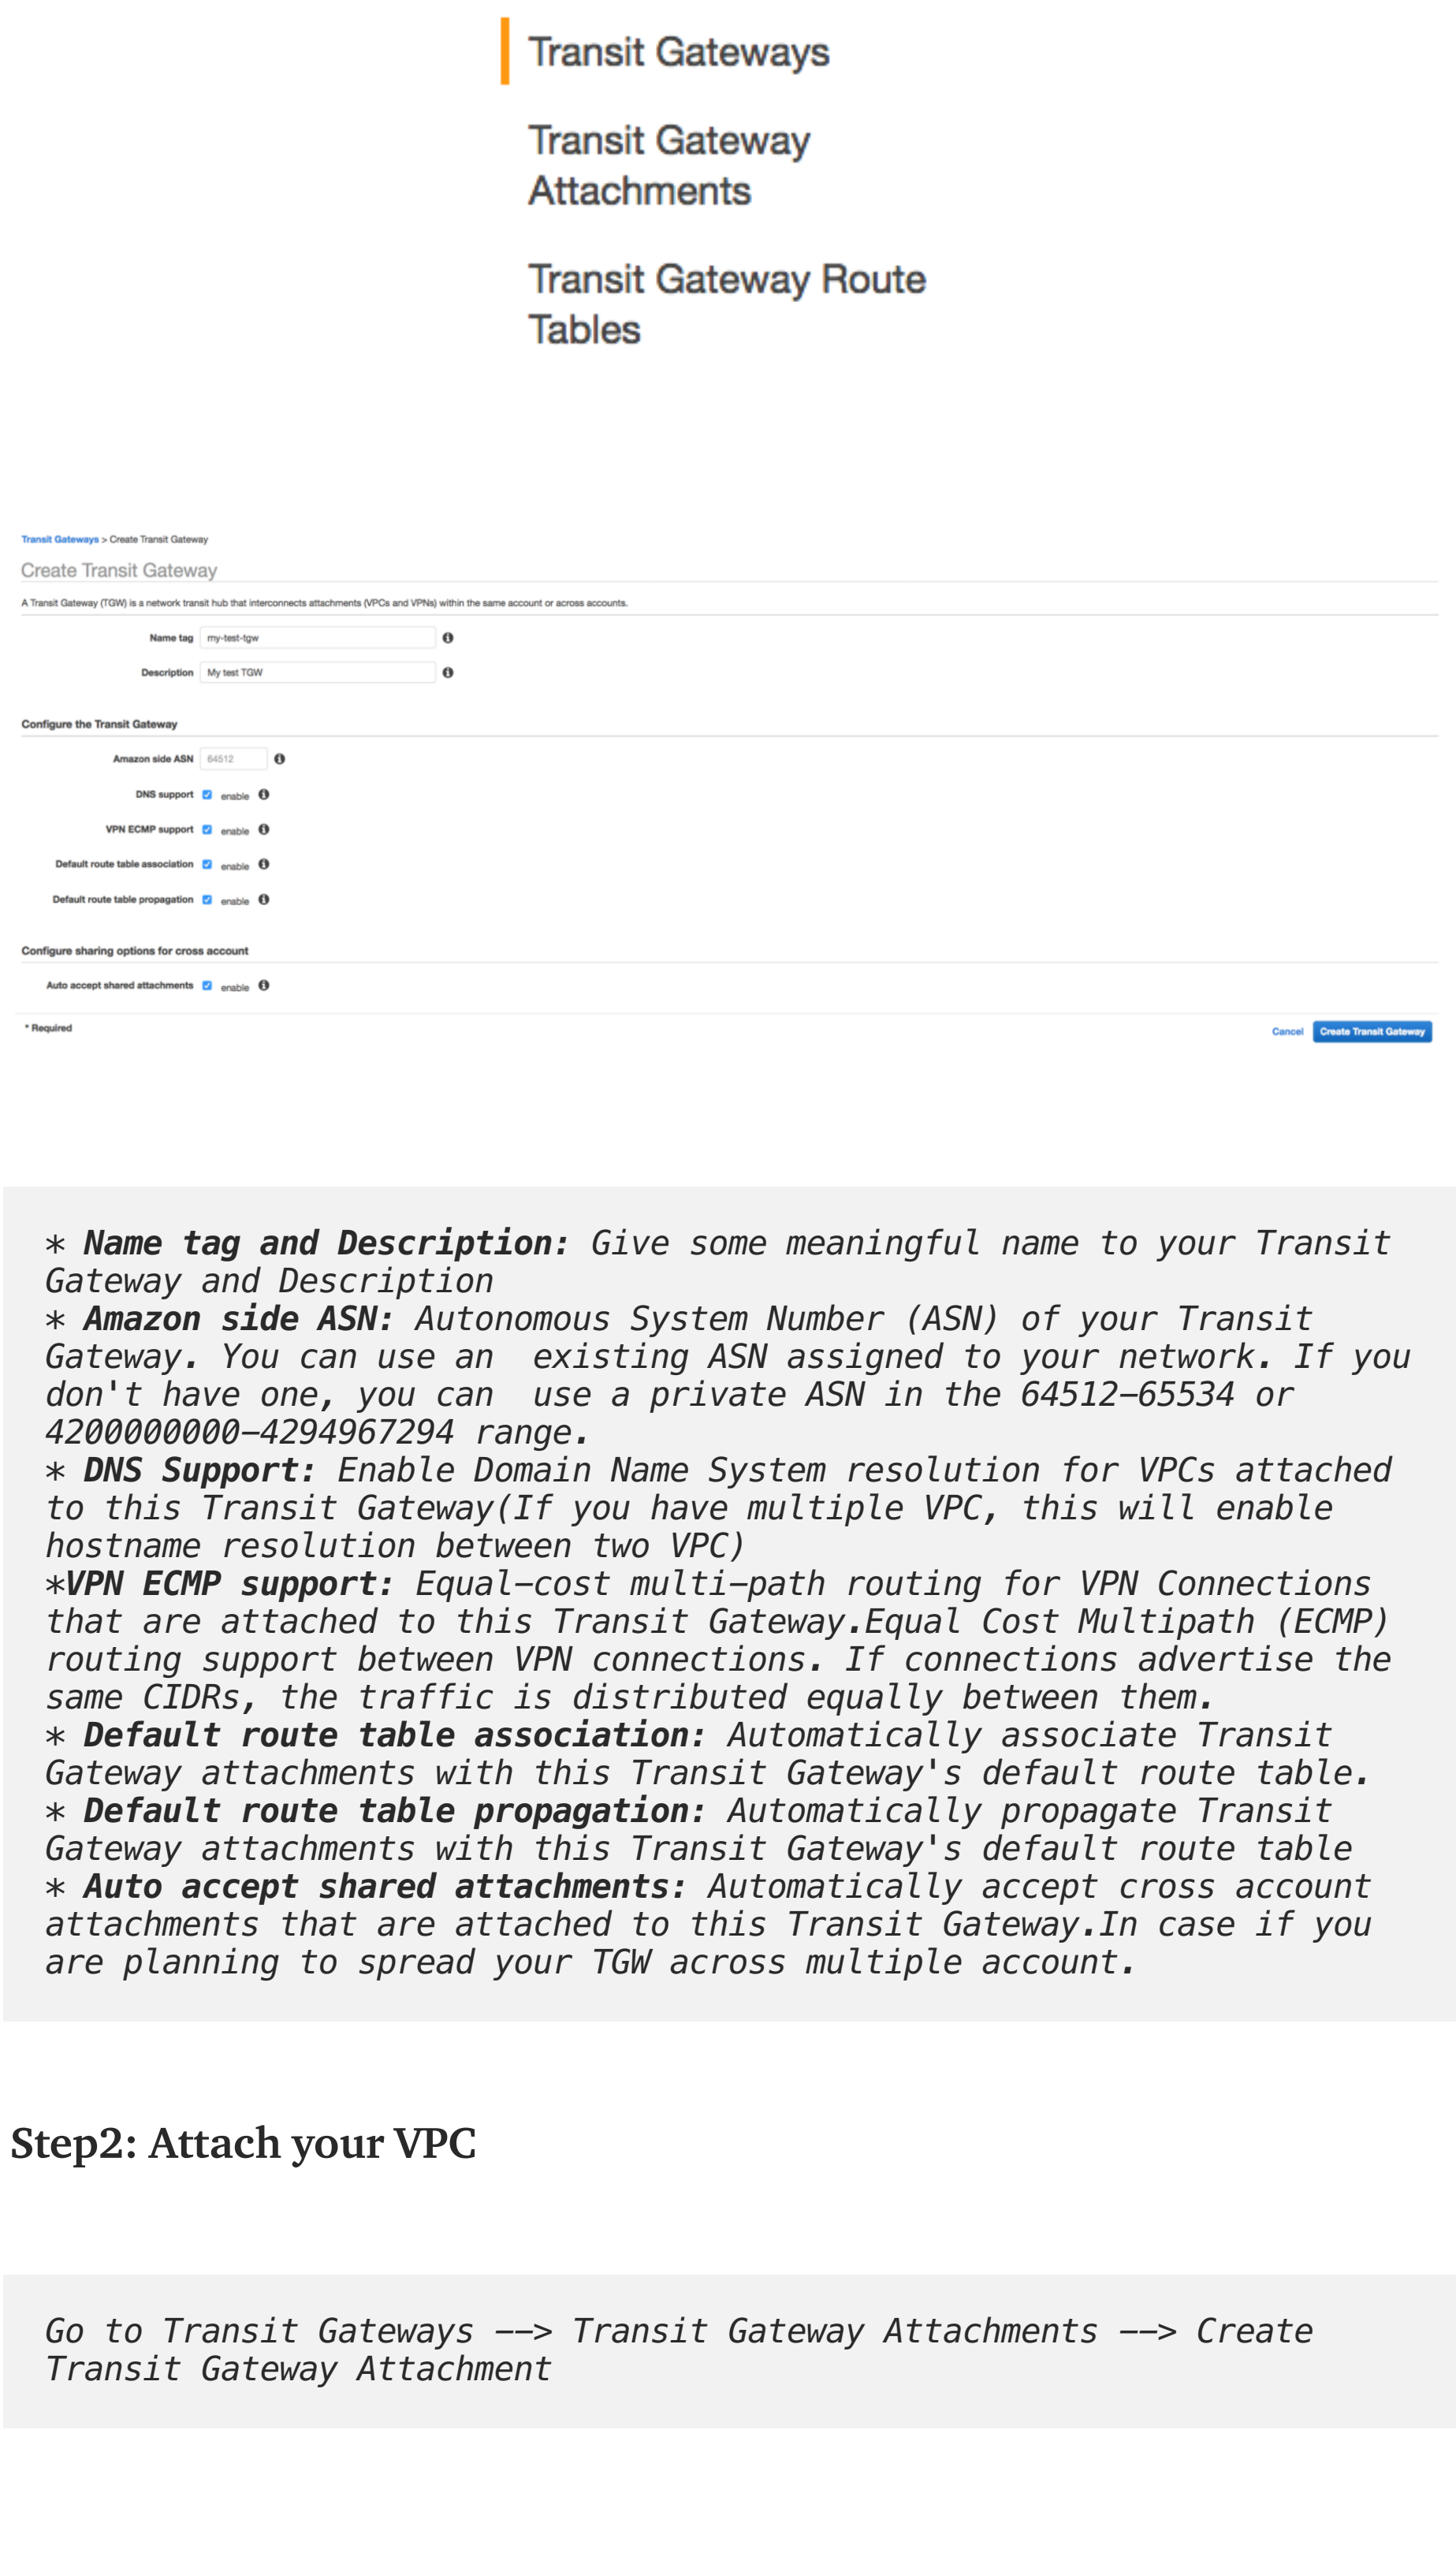 Transit Gateways
Transit Gateway
Attachments
Transit Gateway Route
Tables
Transit Gateways > Create Transit Gateway
Create Transit Gateway
A Transit Gateway (TGW) is a network transit hub that interconnects attachments (VPCs and VPNs) within the same account or across accounts.
Name tag my-test-tgw
Description My test TGW
Configure the Transit Gateway
Amazon side ASN 64512
DNS support enable
VPN ECMP support enable
Default route table association enable
Default route table propagation enable
Configure sharing options for cross account
Auto accept shared attachments enable
* Required
Cancel Create Transit Gateway
* Name tag and Description: Give some meaningful name to your Transit
Gateway and Description
* Amazon side ASN: Autonomous System Number (ASN) of your Transit
Gateway. You can use an  existing ASN assigned to your network. If you
don't have one, you can  use a private ASN in the 64512-65534 or
4200000000-4294967294 range.
* DNS Support: Enable Domain Name System resolution for VPCs attached
to this Transit Gateway(If you have multiple VPC, this will enable
hostname resolution between two VPC)
*VPN ECMP support: Equal-cost multi-path routing for VPN Connections
that are attached to this Transit Gateway.Equal Cost Multipath (ECMP)
routing support between VPN connections. If connections advertise the
same CIDRs, the traffic is distributed equally between them.
* Default route table association: Automatically associate Transit
Gateway attachments with this Transit Gateway's default route table.
* Default route table propagation: Automatically propagate Transit
Gateway attachments with this Transit Gateway's default route table
* Auto accept shared attachments: Automatically accept cross account
attachments that are attached to this Transit Gateway.In case if you
are planning to spread your TGW across multiple account.
Step2: Attach your VPC
Go to Transit Gateways --> Transit Gateway Attachments --> Create
Transit Gateway Attachment